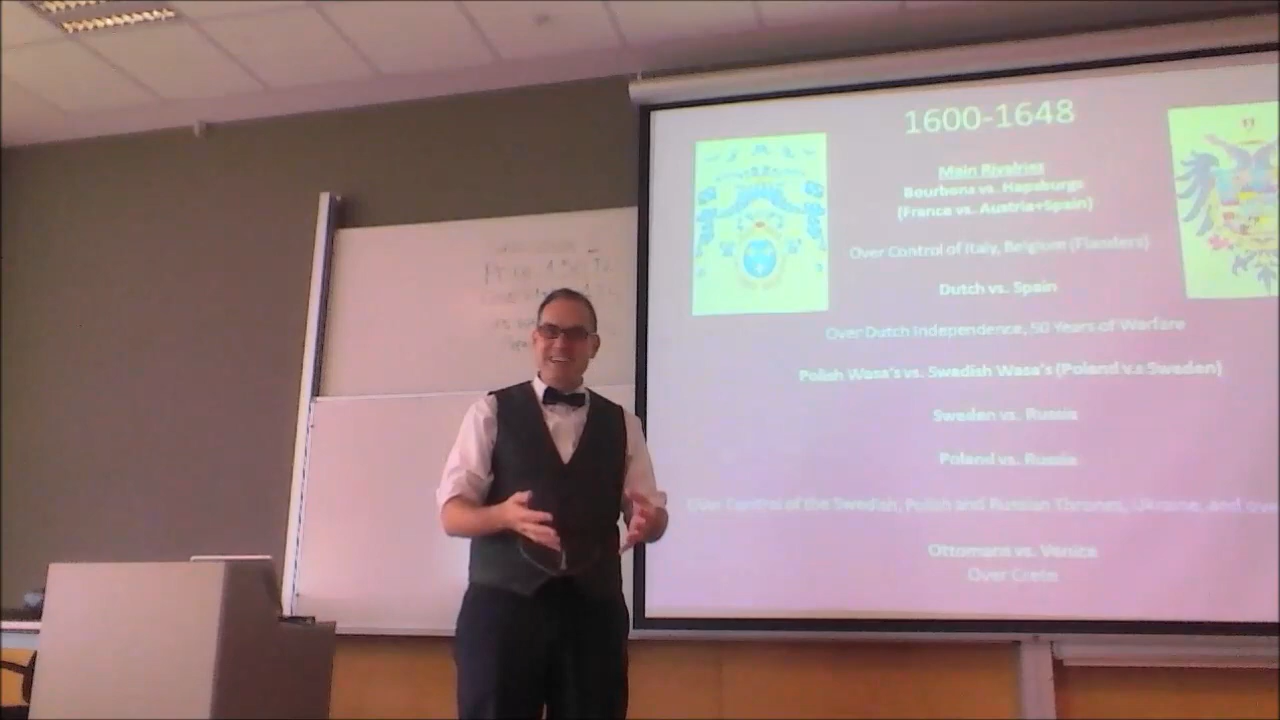 1600-1648
Main Rivalries
Bourbons vs. Hapsburgs
(France vs. Austria+Spain)
Over Control of Italy, Belgium (Flanders)
Dutch vs. Spain
Over Dutch Independence, 50 Years of Warfare
Polish Wasa's vs. Swedish Wasa's (Poland v.s Sweden)
Sweden vs. Russia
Poland vs. Russia
Over Control of the Swedish, Polish and Russian Thrones, Ukraine, and over
Ottomans vs. Venice
Over Crete